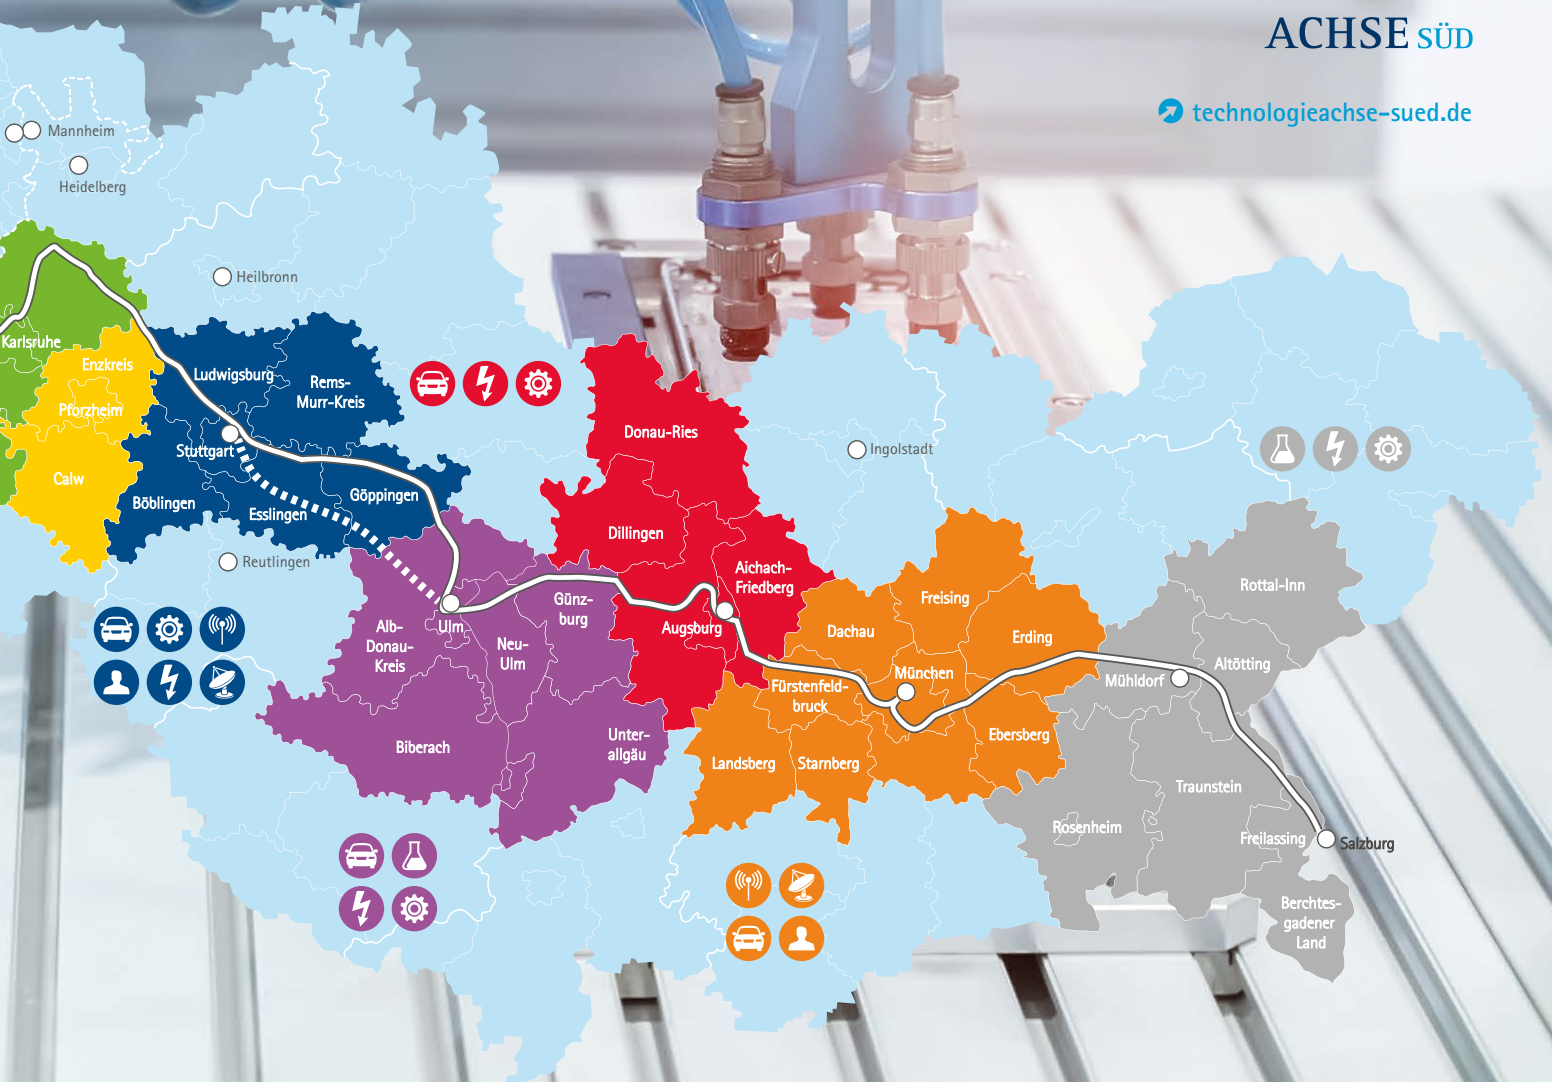 ACHSE SÜD
technologieachse-sued.de
Mannheim
Heidelberg
Heilbronn
Karlsruhe
Enzkreis
Pforzheim
Calw
Ludwigsburg
Rems-
Murr-Kreis
Stuttgart
Böblingen
Esslingen
Göppingen
Reutlingen
Donau-Ries
Dillingen
Aichach-
Friedberg
Augsburg
Ingolstadt
Alb-
Donau-
Kreis
Ulm
Neu-
Ulm
Günz-
burg
Biberach
Unter-
allgäu
Dachau
Freising
Erding
München
Fürstenfeld-
bruck
Landsberg
Starnberg
Ebersberg
Rottal-Inn
Altötting
Mühldorf
Traunstein
Rosenheim
Freilassing
Salzburg
Berchtes-
gadener
Land